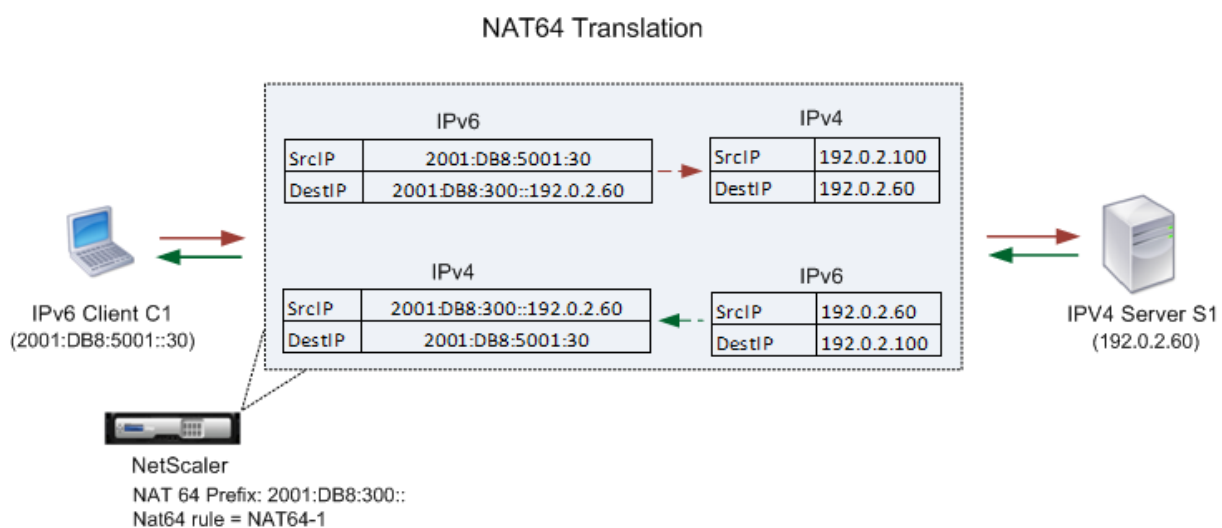 NAT64 Translation
IPv6
IPv4
SrcIP 2001:DB8:5001:30
DestIP 2001:DB8:300::192.0.2.60
SrcIP 192.0.2.100
DestIP 192.0.2.60
IPv4
IPv6
SrcIP 2001:DB8:300::192.0.2.60
DestIP 2001:DB8:5001:30
SrcIP 192.0.2.60
DestIP 192.0.2.100
IPv6 Client C1
(2001:DB8:5001::30)
IPV4 Server S1
(192.0.2.60)
NetScaler
NAT 64 Prefix: 2001:DB8:300::
Nat64 rule = NAT64-1